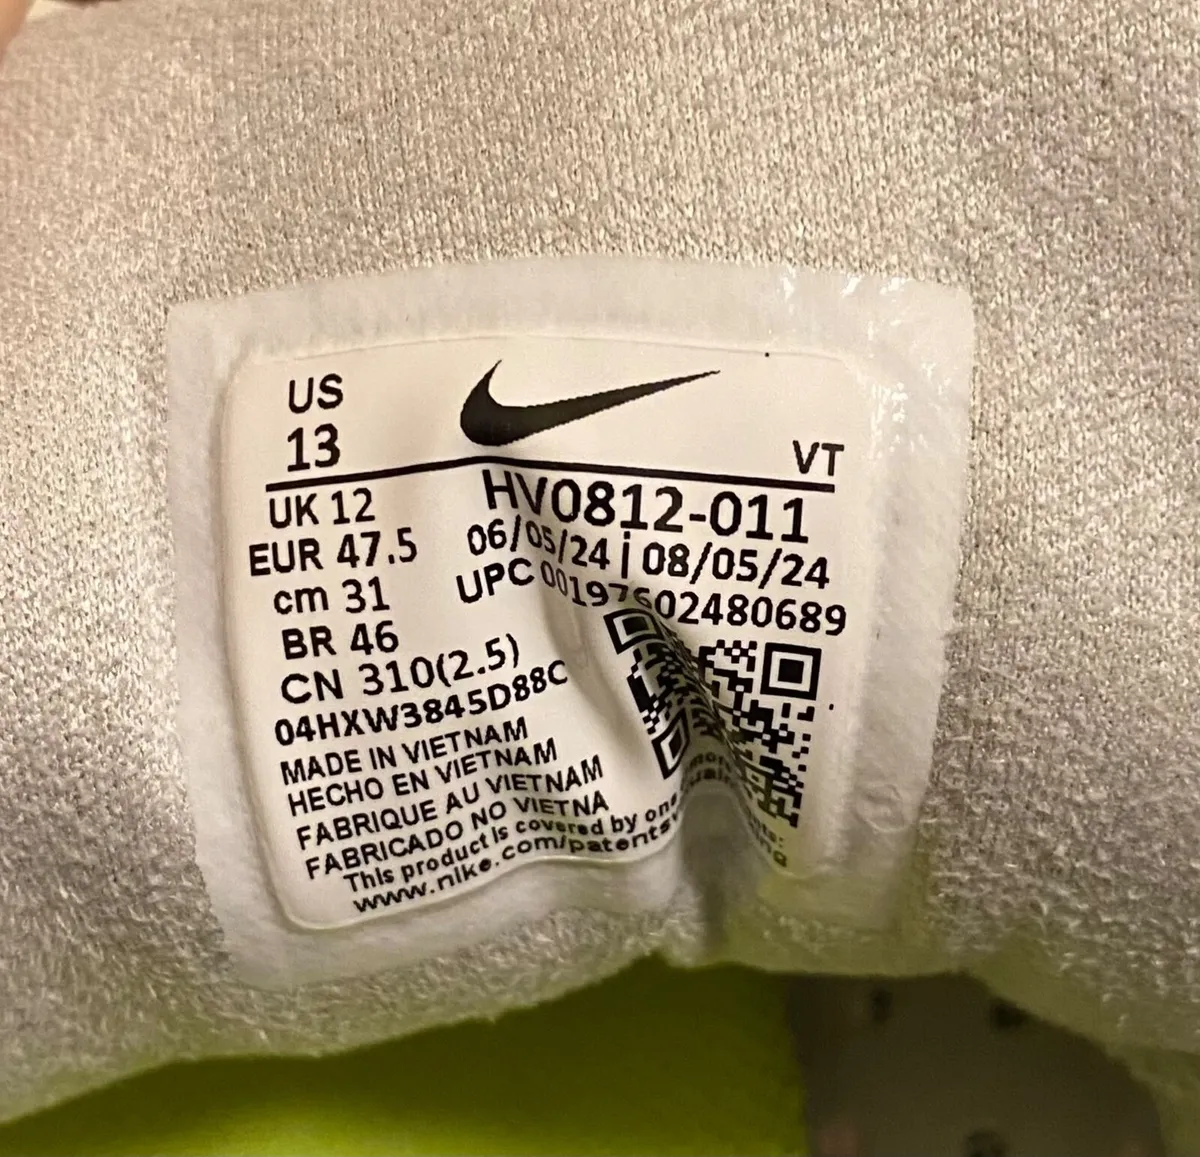 US
13
VT
UK 12
EUR 47.5
cm 31
BR 46
CN 310(2.5)
HV0812-011
06/05/24 | 08/05/24
UPC 00197602480689
04HXW3845D88C
MADE IN VIETNAM
HECHO EN VIETNAM
FABRIQUE AU VIETNAM
FABRICADO NO VIETNA
This product is covered by one
www.nike.com/patents